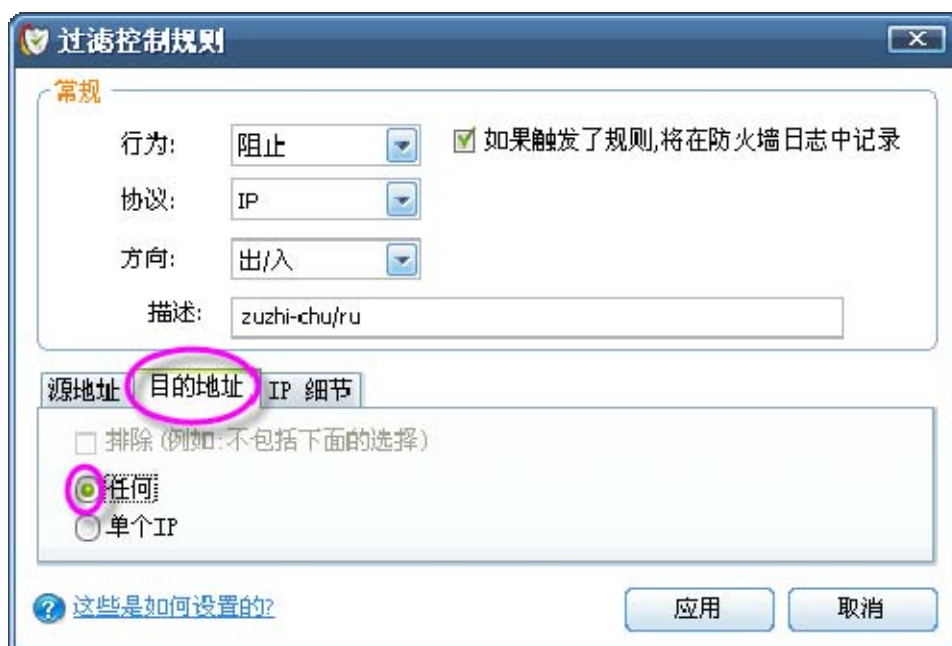 过滤控制规则
常规
行为: 阻止 如果触发了规则,将在防火墙日志中记录
协议: IP
方向: 出/入
描述: zuzhi-chu/ru
源地址 目的地址 IP 细节
排除(例如:不包括下面的选择)
任何
单个IP
这些是如何设置的? 应用 取消